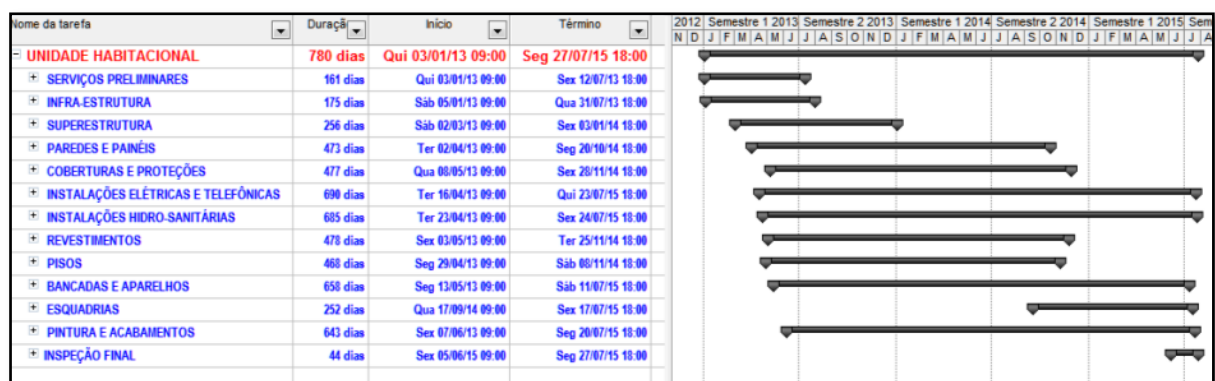 Nome da tarefa Duraçã Início Término 2012 Semestre 1 2013 Semestre 2 2013 Semestre 1 2014 Semestre 2 2014 Semestre 1 2015 Sem
N D J F M A M J J A S O N D J F M A M J J A S O N D J F M A M J J A
UNIDADE HABITACIONAL 780 dias Qui 03/01/13 09:00 Seg 27/07/15 18:00
SERVIÇOS PRELIMINARES 161 dias Qui 03/01/13 09:00 Sex 12/07/13 18:00
INFRA-ESTRUTURA 175 dias Sáb 05/01/13 09:00 Qua 31/07/13 18:00
SUPERESTRUTURA 256 dias Sáb 02/03/13 09:00 Sex 03/01/14 18:00
PAREDES E PAINÉIS 473 dias Ter 02/04/13 09:00 Seg 20/10/14 18:00
COBERTURAS E PROTEÇÕES 477 dias Qua 08/05/13 09:00 Sex 28/11/14 18:00
INSTALAÇÕES ELÉTRICAS E TELEFÔNICAS 690 dias Ter 16/04/13 09:00 Qui 23/07/15 18:00
INSTALAÇÕES HIDRO-SANITÁRIAS 685 dias Ter 23/04/13 09:00 Sex 24/07/15 18:00
REVESTIMENTOS 478 dias Sex 03/05/13 09:00 Ter 25/11/14 18:00
PISOS 468 dias Seg 29/04/13 09:00 Sáb 08/11/14 18:00
BANCADAS E APARELHOS 658 dias Seg 13/05/13 09:00 Sáb 11/07/15 18:00
ESQUADRIAS 252 dias Qua 17/09/14 09:00 Sex 17/07/15 18:00
PINTURA E ACABAMENTOS 643 dias Sex 07/06/13 09:00 Seg 20/07/15 18:00
INSPEÇÃO FINAL 44 dias Sex 05/06/15 09:00 Seg 27/07/15 18:00